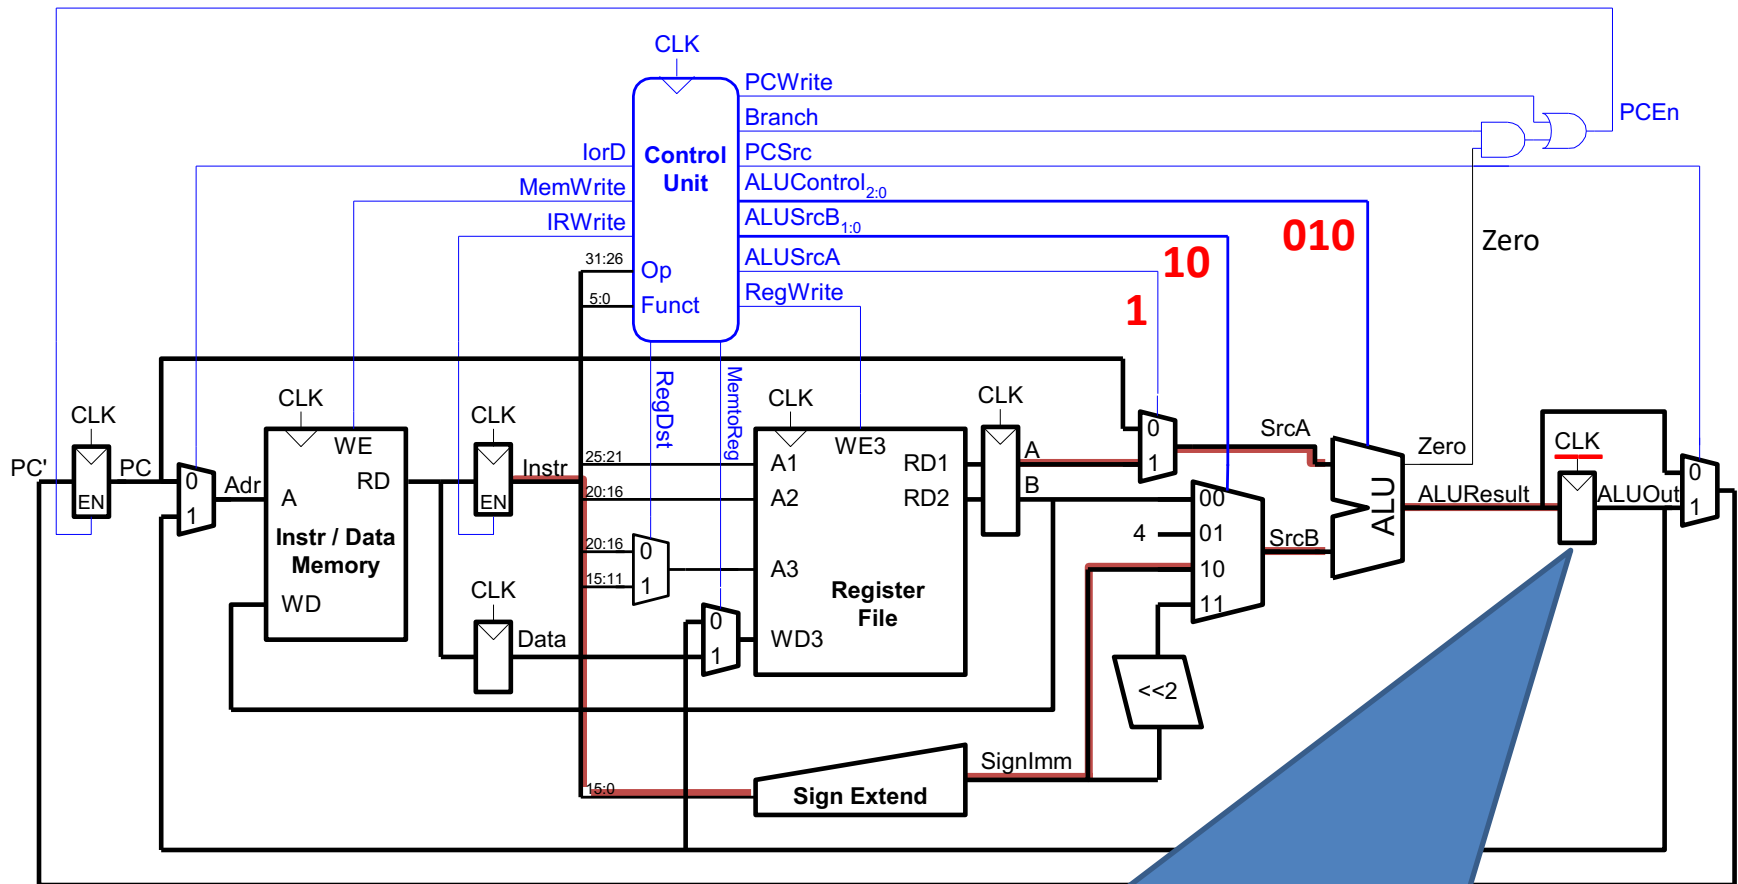 CLK
PCWrite
Branch
PCEn
IorD
Control
Unit
PCSrc
MemWrite
ALUControl2:0
IRWrite
ALUSrcB1:0
010
Zero
31:26
Op
ALUSrcA
10
5:0
Funct
RegWrite
1
RegDst
MemtoReg
CLK
CLK
CLK
CLK
CLK
WE
WE3
0
SrcA
Zero
CLK
PC'
PC
EN
0
1
Adr
A
RD
EN
Instr
25:21
A1
RD1
A
1
0
1
20:16
A2
RD2
B
00
ALU
ALUResult
ALUOut
Instr / Data
Memory
20:16
0
4
01
SrcB
15:11
1
A3
10
WD
CLK
Register
File
11
Data
0
1
WD3
<<2
SignImm
15:0
Sign Extend